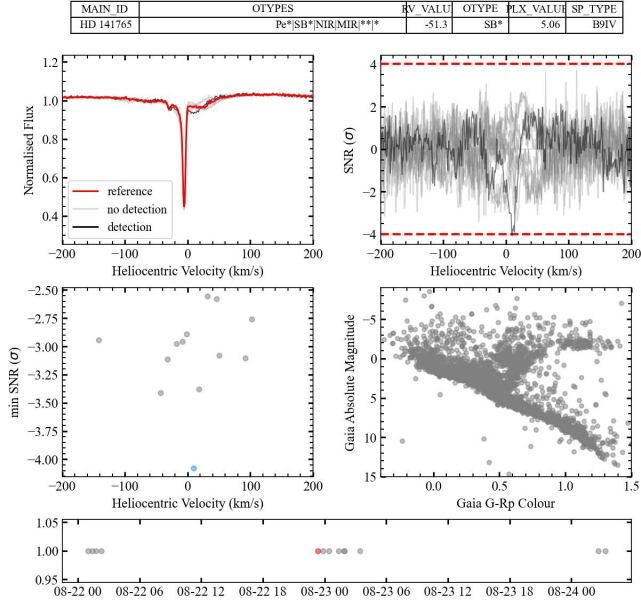 MAIN_ID OTYPES RV_VALUE OTYPE PLX_VALUE SP_TYPE
HD 141765 Pe*|SB*|NIR|MIR|**|* -51.3 SB* 5.06 B9IV
1.2
1.0
0.8
0.6
0.4
Normalised Flux
reference
no detection
detection
−200 −100 0 100 200
Heliocentric Velocity (km/s)
4
2
0
−2
−4
SNR (σ)
−200 −100 0 100 200
Heliocentric Velocity (km/s)
−2.50
−2.75
−3.00
−3.25
−3.50
−3.75
−4.00
min SNR (σ)
−200 −100 0 100 200
Heliocentric Velocity (km/s)
−5
0
5
10
15
Gaia Absolute Magnitude
0.0 0.5 1.0 1.5
Gaia G-Rp Colour
1.05
1.00
0.95
08-22 00 08-22 06 08-22 12 08-22 18 08-23 00 08-23 06 08-23 12 08-23 18 08-24 00